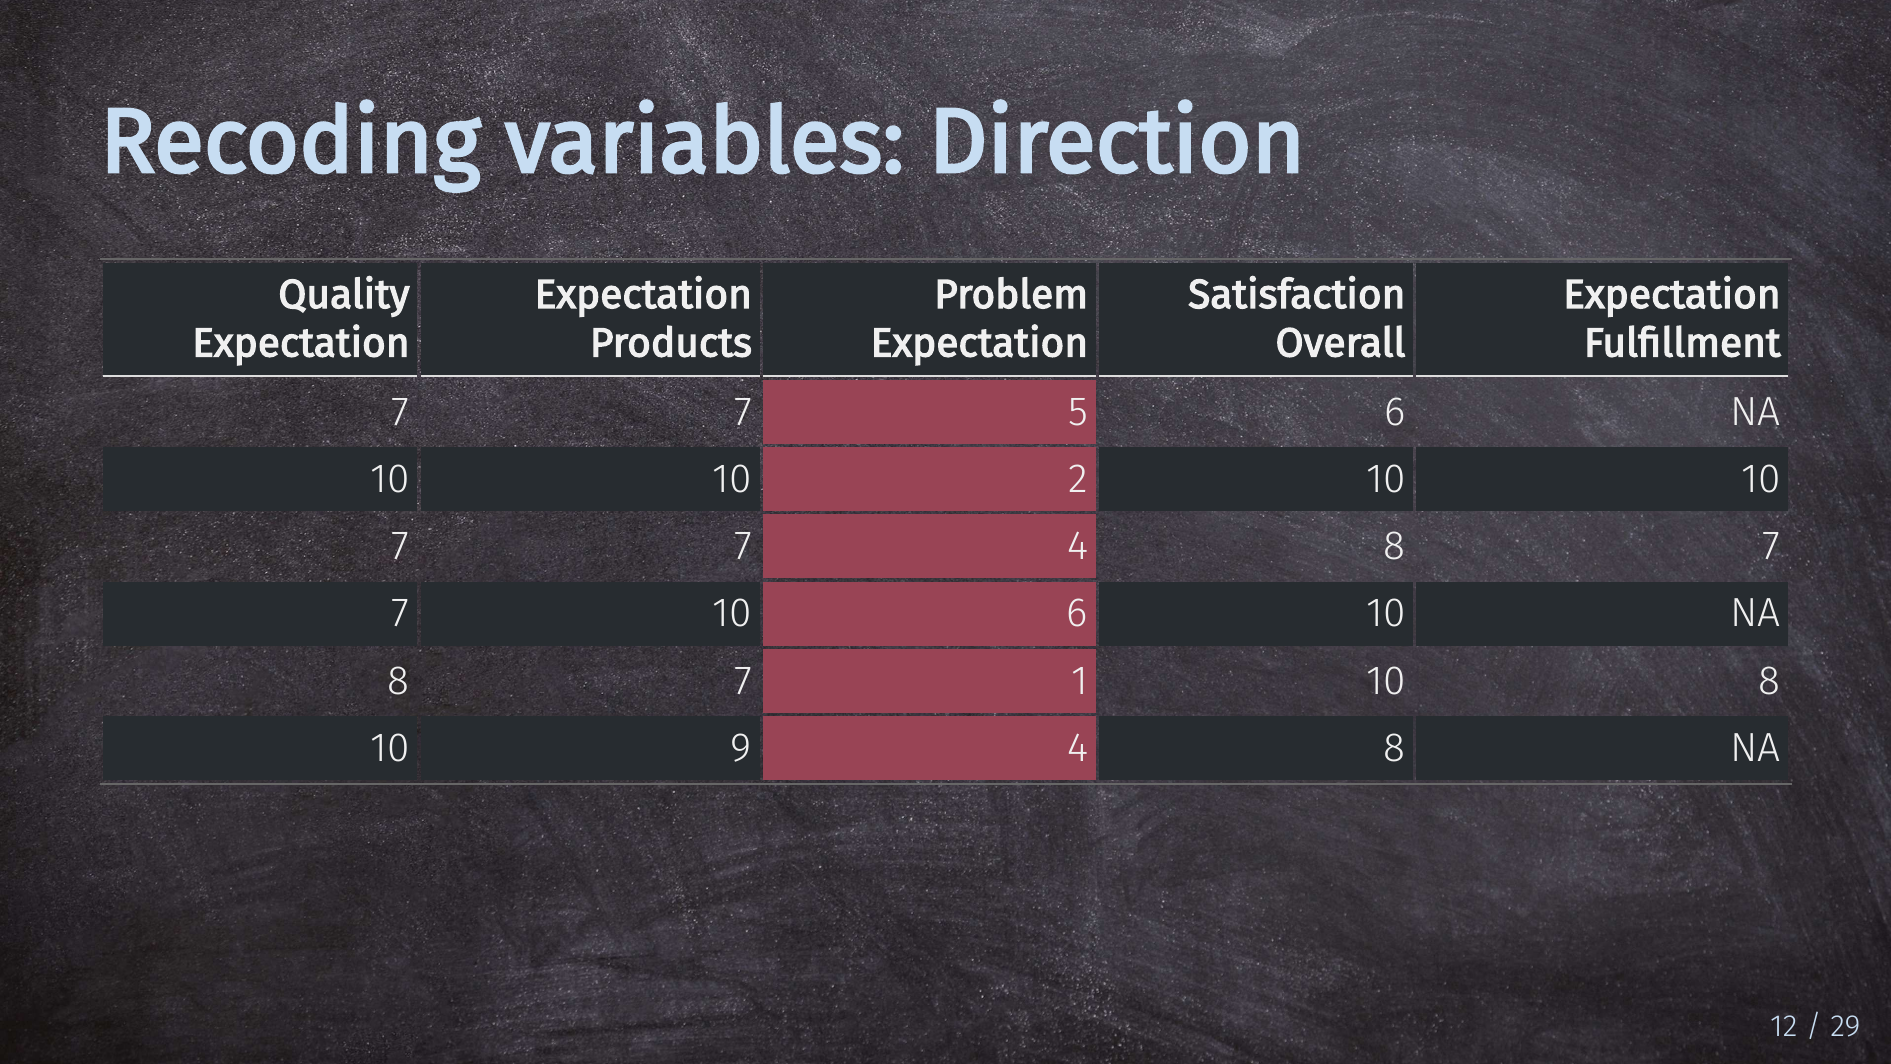 Recoding variables: Direction
Quality Expectation Expectation Products Problem Expectation Satisfaction Overall Expectation Fulfillment
7 7 5 6 NA
10 10 2 10 10
7 7 4 8 7
7 10 6 10 NA
8 7 1 10 8
10 9 4 8 NA
12 / 29